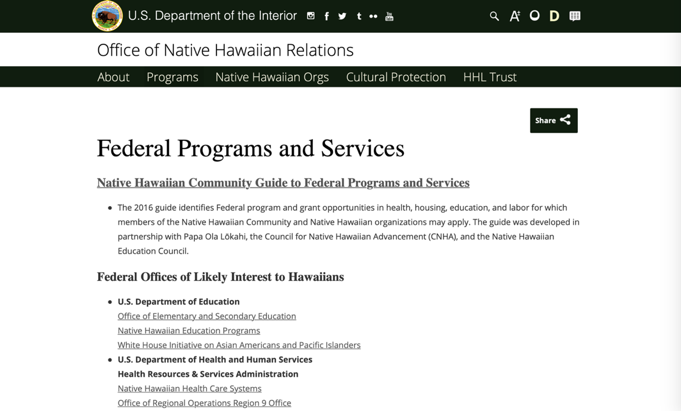 U.S. Department of the Interior
Office of Native Hawaiian Relations
About Programs Native Hawaiian Orgs Cultural Protection HHL Trust
Share
Federal Programs and Services
Native Hawaiian Community Guide to Federal Programs and Services
The 2016 guide identifies Federal program and grant opportunities in health, housing, education, and labor for which
members of the Native Hawaiian Community and Native Hawaiian organizations may apply. The guide was developed in
partnership with Papa Ola Lōkahi, the Council for Native Hawaiian Advancement (CNHA), and the Native Hawaiian
Education Council.
Federal Offices of Likely Interest to Hawaiians
U.S. Department of Education
Office of Elementary and Secondary Education
Native Hawaiian Education Programs
White House Initiative on Asian Americans and Pacific Islanders
U.S. Department of Health and Human Services
Health Resources & Services Administration
Native Hawaiian Health Care Systems
Office of Regional Operations Region 9 Office